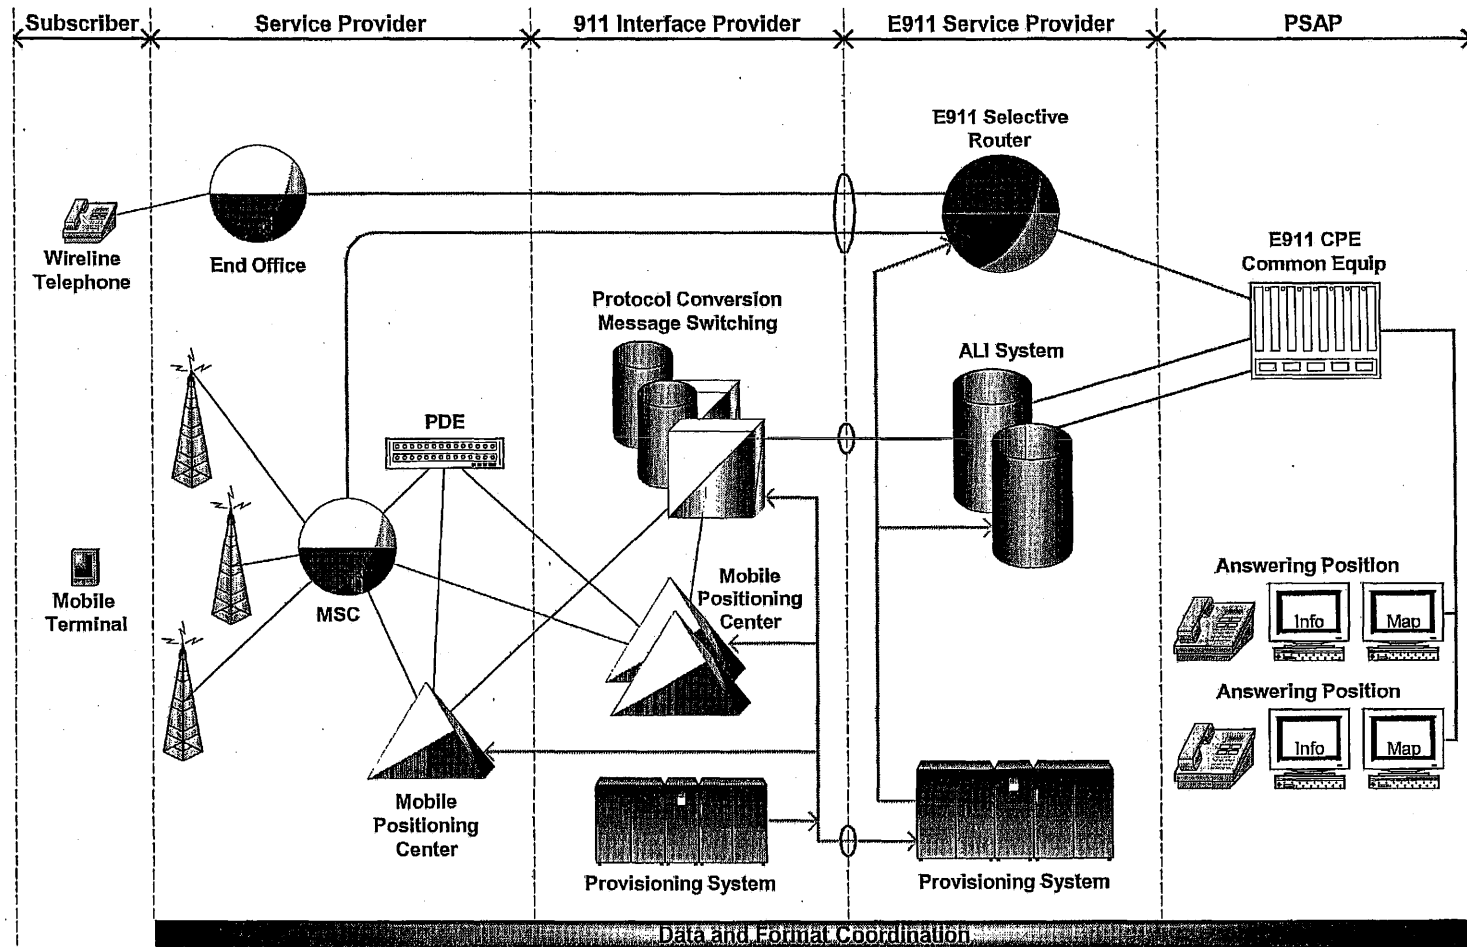 Subscriber
Service Provider
911 Interface Provider
E911 Service Provider
PSAP
E911 Selective
Router
Wireline
Telephone
End Office
E911 CPE
Common Equip
Protocol Conversion
Message Switching
ALI System
PDE
Mobile
Terminal
MSC
Mobile
Positioning
Center
Answering Position
Info
Map
Answering Position
Info
Map
Mobile
Positioning
Center
Provisioning System
Provisioning System
Data and Format Coordination